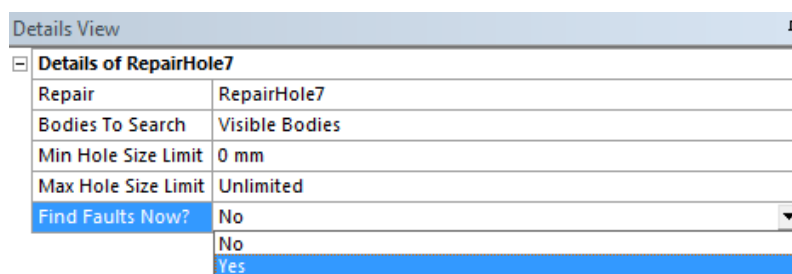 Details View
Details of RepairHole7
Repair RepairHole7
Bodies To Search Visible Bodies
Min Hole Size Limit 0 mm
Max Hole Size Limit Unlimited
Find Faults Now? No
No
Yes